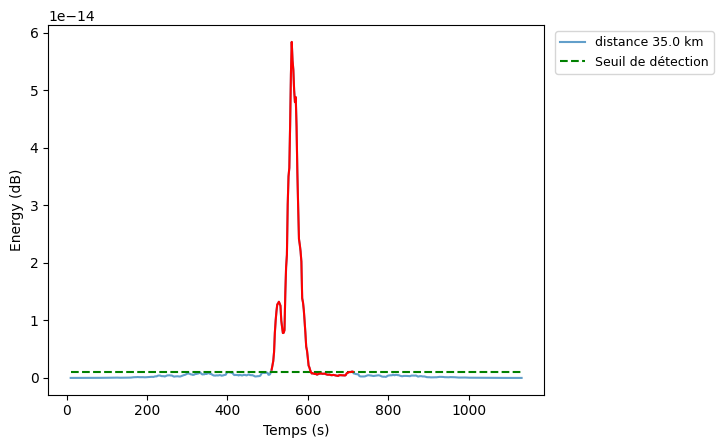 1e−14
6
5
4
3
2
1
0
Energy (dB)
0 200 400 600 800 1000
Temps (s)
distance 35.0 km
Seuil de détection